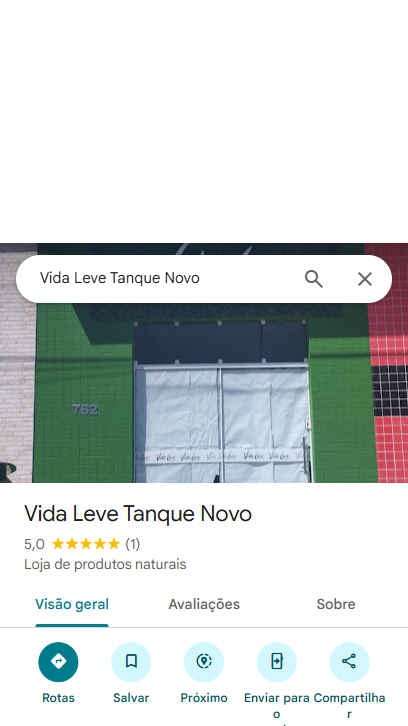 Vida Leve Tanque Novo
762
Vida Leve Tanque Novo
5,0 (1)
Loja de produtos naturais
Visão geral Avaliações Sobre
Rotas Salvar Próximo Enviar para o Compartilhar